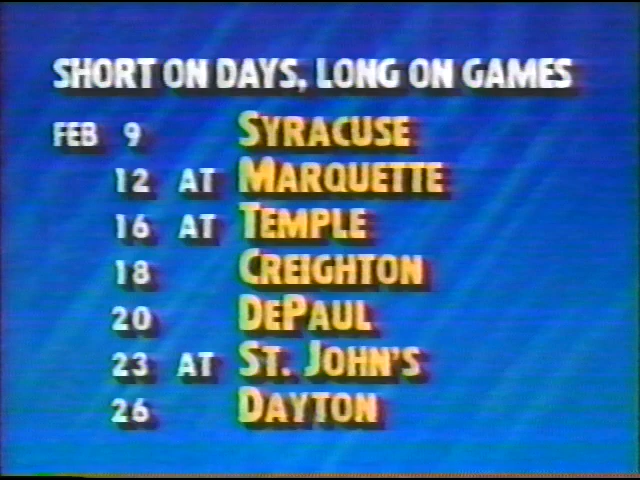 SHORT ON DAYS, LONG ON GAMES
FEB 9 SYRACUSE
12 AT MARQUETTE
16 AT TEMPLE
18 CREIGHTON
20 DEPAUL
23 AT ST. JOHN'S
26 DAYTON